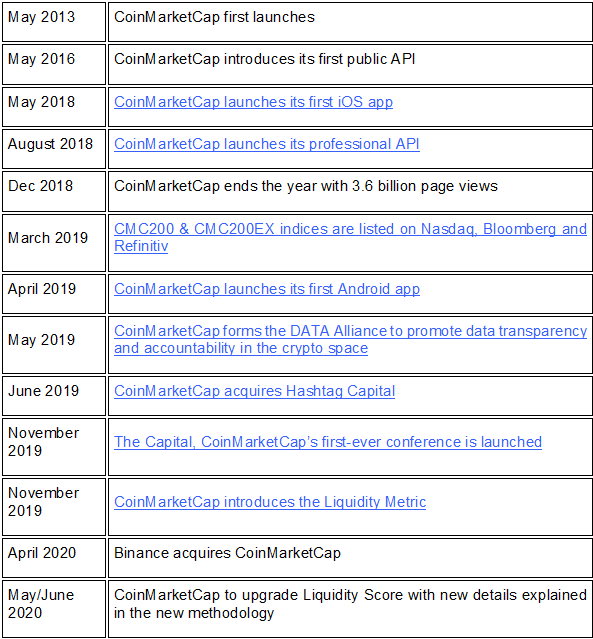 May 2013
CoinMarketCap first launches
May 2016
CoinMarketCap introduces its first public API
May 2018
CoinMarketCap launches its first iOS app
August 2018
CoinMarketCap launches its professional API
Dec 2018
CoinMarketCap ends the year with 3.6 billion page views
March 2019
CMC200 & CMC200EX indices are listed on Nasdaq, Bloomberg and
Refinitiv
April 2019
CoinMarketCap launches its first Android app
May 2019
CoinMarketCap forms the DATA Alliance to promote data transparency
and accountability in the crypto space
June 2019
CoinMarketCap acquires Hashtag Capital
November
2019
The Capital, CoinMarketCap's first-ever conference is launched
November
2019
CoinMarketCap introduces the Liquidity Metric
April 2020
Binance acquires CoinMarketCap
May/June
2020
CoinMarketCap to upgrade Liquidity Score with new details explained
in the new methodology